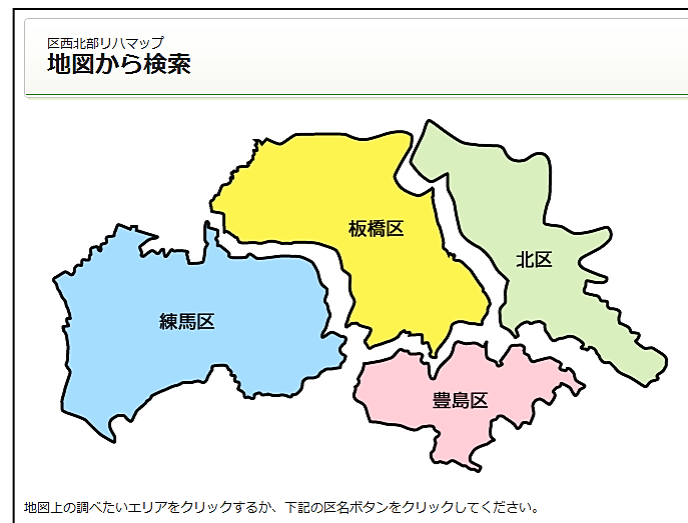 区西北部リハマップ
地図から検索
板橋区
北区
練馬区
豊島区
地図上の調べたいエリアをクリックするか、下記の区名ボタンをクリックしてください。